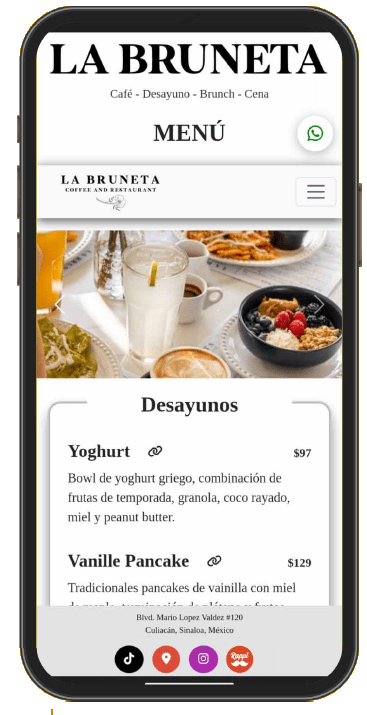 LA BRUNETA
Café - Desayuno - Brunch - Cena
MENÚ
LA BRUNETA
COFFEE AND RESTAURANT
Desayunos
Yoghurt $97
Bowl de yoghurt griego, combinación de
frutas de temporada, granola, coco rayado,
miel y peanut butter.
Vanille Pancake $129
Tradicionales pancakes de vainilla con miel
Blvd. Mario Lopez Valdez #120
Culiacán, Sinaloa, México
Rappi